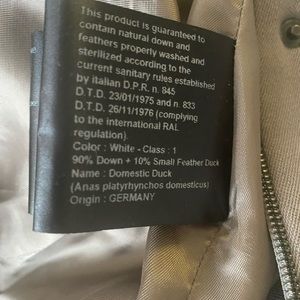 This product is guaranteed to
contain natural down and
feathers properly washed and
sterilized according to the
current sanitary rules established
by italian D.P.R. n. 845
D.T.D. 23/01/1975 and n. 833
D.T.D. 26/11/1976 (complying
to the international RAL
regulation).
Color : White - Class : 1
90% Down + 10% Small Feather Duck
Name : Domestic Duck
(Anas platyrhynchos domesticus)
Origin : GERMANY